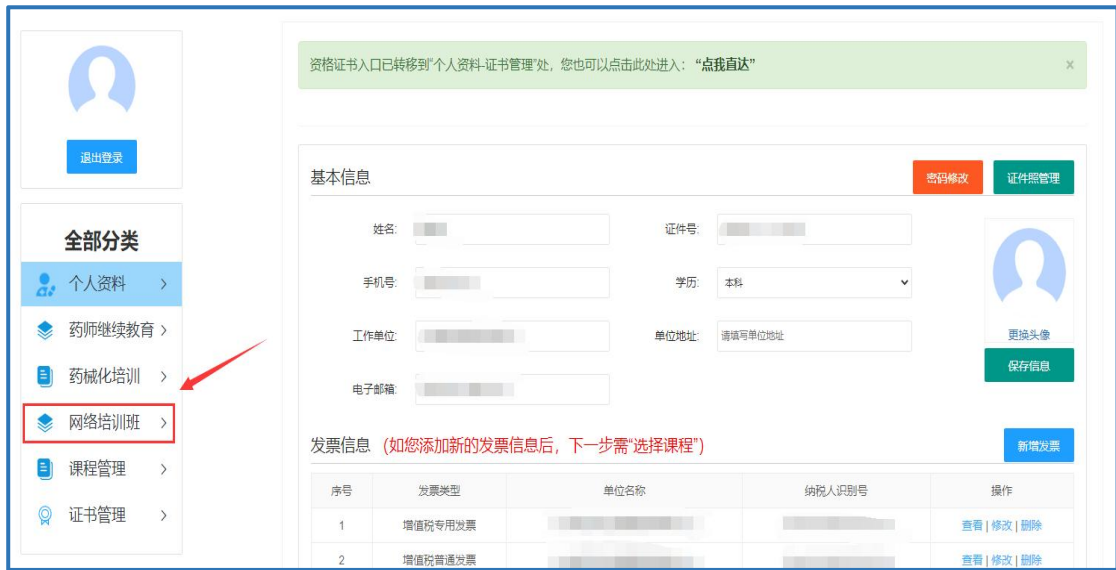 资格证书入口已转移到“个人资料-证书管理”处，您也可以点击此处进入：“点我直达” ×
退出登录
全部分类
个人资料 >
药师继续教育 >
药械化培训 >
网络培训班 >
课程管理 >
证书管理 >
基本信息 密码修改 证件照管理
姓名: 证件号:
手机号: 学历: 本科
工作单位: 单位地址: 请填写单位地址
电子邮箱:
更换头像
保存信息
发票信息 (如您添加新的发票信息后，下一步需“选择课程”) 新增发票
序号 发票类型 单位名称 纳税人识别号 操作
1 增值税专用发票 查看 | 修改 | 删除
2 增值税普通发票 查看 | 修改 | 删除